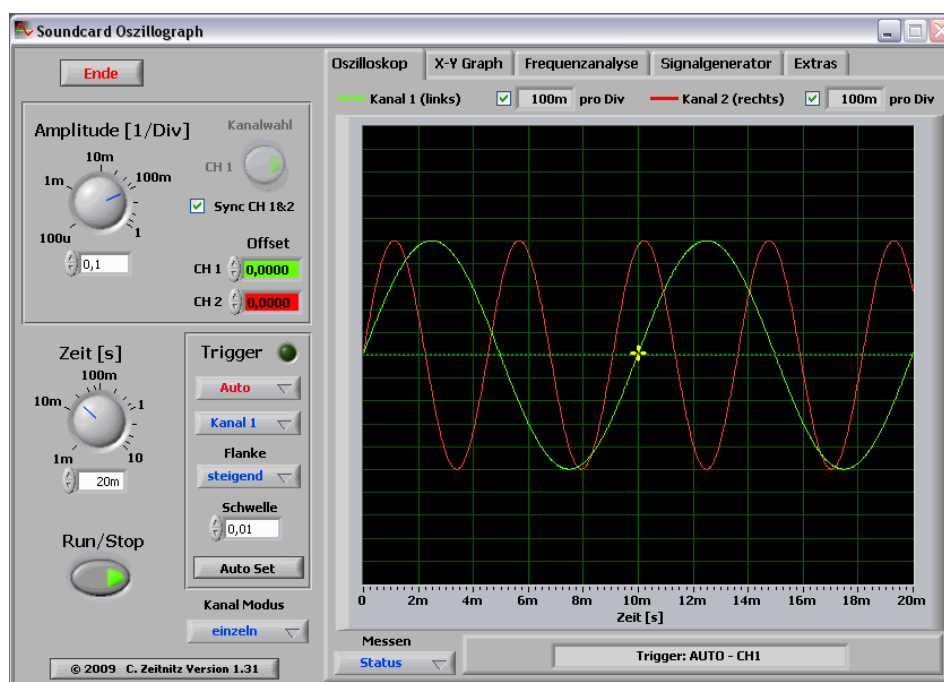 Soundcard Oszillograph
Ende
Amplitude [1/Div]
Kanalwahl
10m
1m
100m
CH 1
100u
1
Sync CH 1&2
0,1
Offset
CH 1 0,0000
CH 2 0,0000
Zeit [s]
100m
10m
1
1m
10
20m
Run/Stop
Trigger
Auto
Kanal 1
Flanke
steigend
Schwelle
0,01
Auto Set
Kanal Modus
einzeln
© 2009 C. Zeitnitz Version 1.31
Oszilloskop X-Y Graph Frequenzanalyse Signalgenerator Extras
Kanal 1 (links) 100m pro Div Kanal 2 (rechts) 100m pro Div
0 2m 4m 6m 8m 10m 12m 14m 16m 18m 20m
Zeit [s]
Messen
Status
Trigger: AUTO - CH1